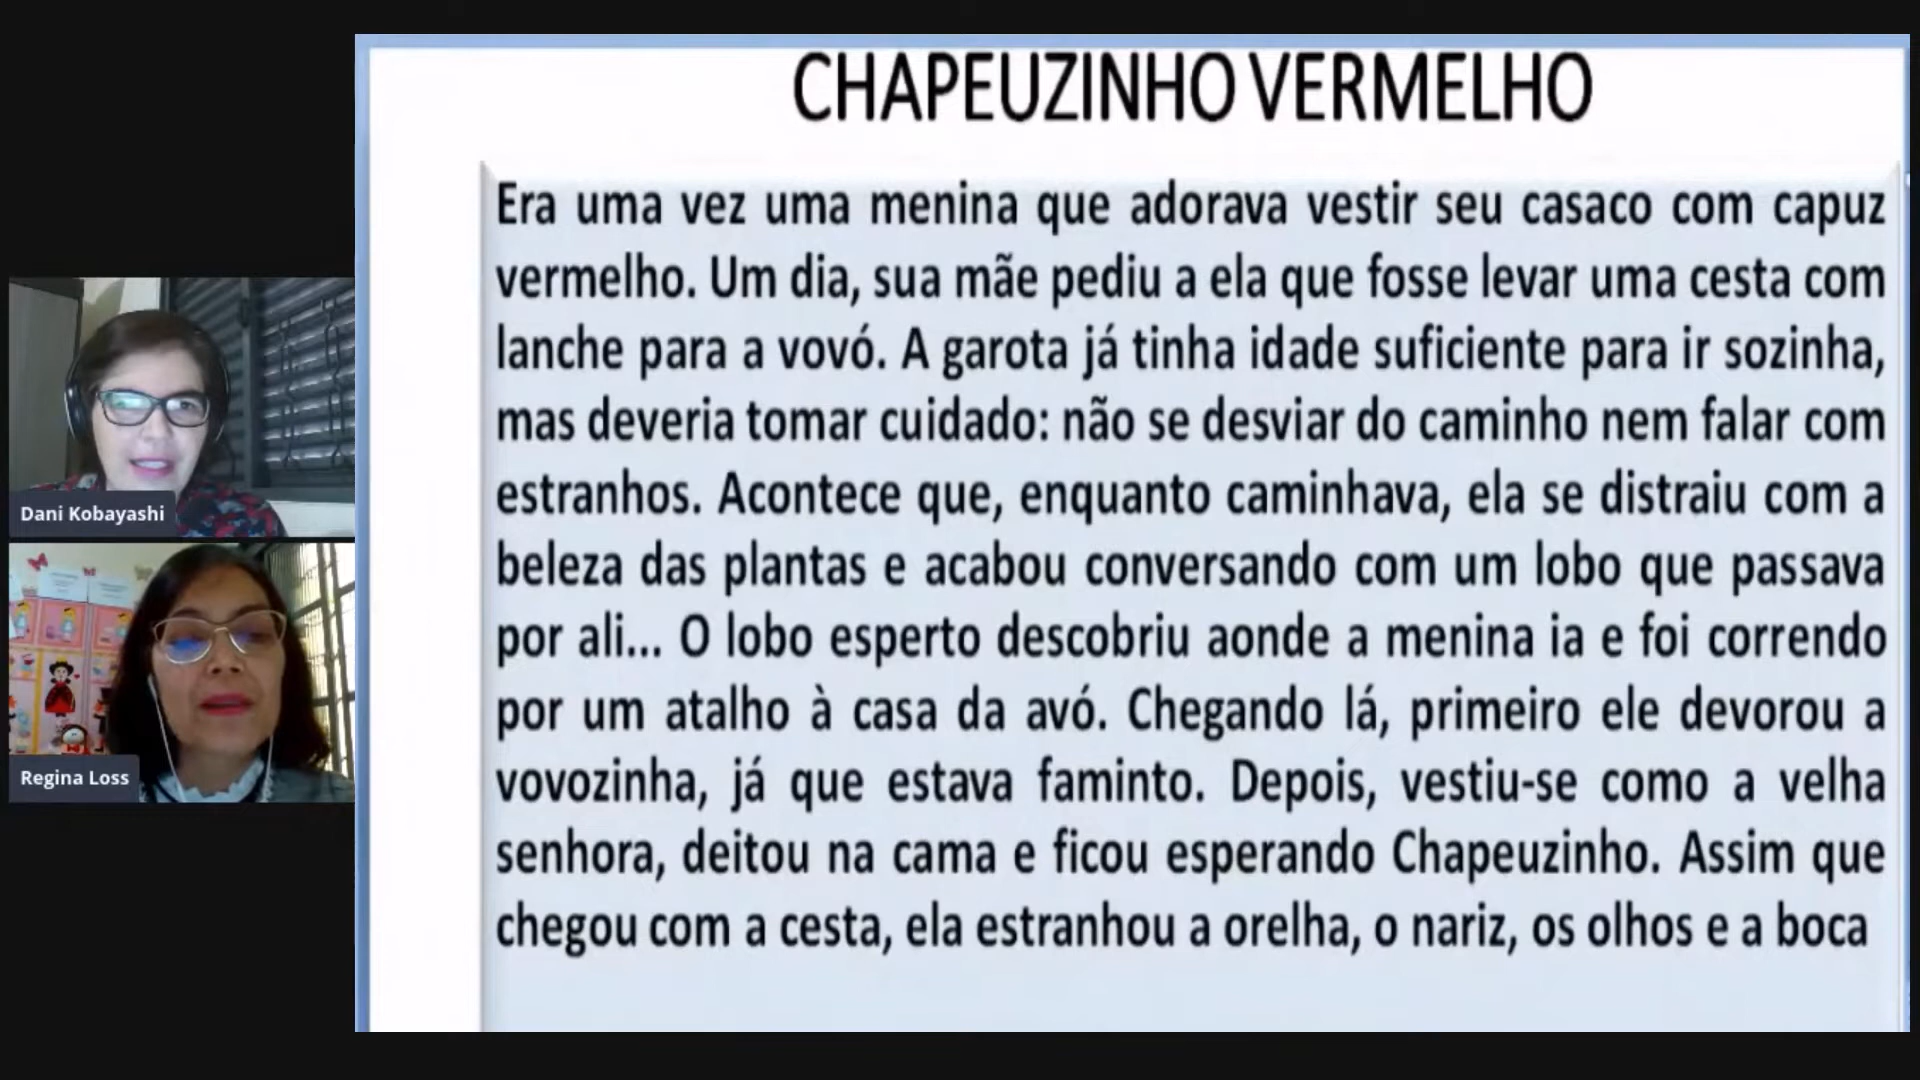 CHAPEUZINHO VERMELHO
Era uma vez uma menina que adorava vestir seu casaco com capuz
vermelho. Um dia, sua mãe pediu a ela que fosse levar uma cesta com
lanche para a vovó. A garota já tinha idade suficiente para ir sozinha,
mas deveria tomar cuidado: não se desviar do caminho nem falar com
estranhos. Acontece que, enquanto caminhava, ela se distraiu com a
beleza das plantas e acabou conversando com um lobo que passava
por ali... O lobo esperto descobriu aonde a menina ia e foi correndo
por um atalho à casa da avó. Chegando lá, primeiro ele devorou a
vovozinha, já que estava faminto. Depois, vestiu-se como a velha
senhora, deitou na cama e ficou esperando Chapeuzinho. Assim que
chegou com a cesta, ela estranhou a orelha, o nariz, os olhos e a boca
Dani Kobayashi
Regina Loss